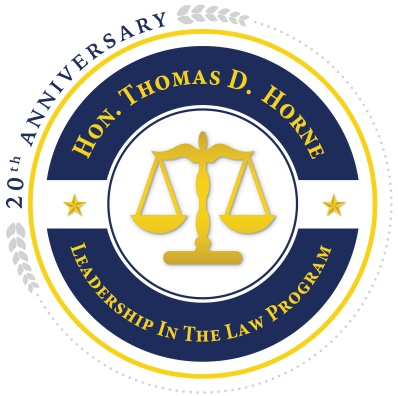 20th ANNIVERSARY
HON. THOMAS D. HORNE
LEADERSHIP IN THE LAW PROGRAM